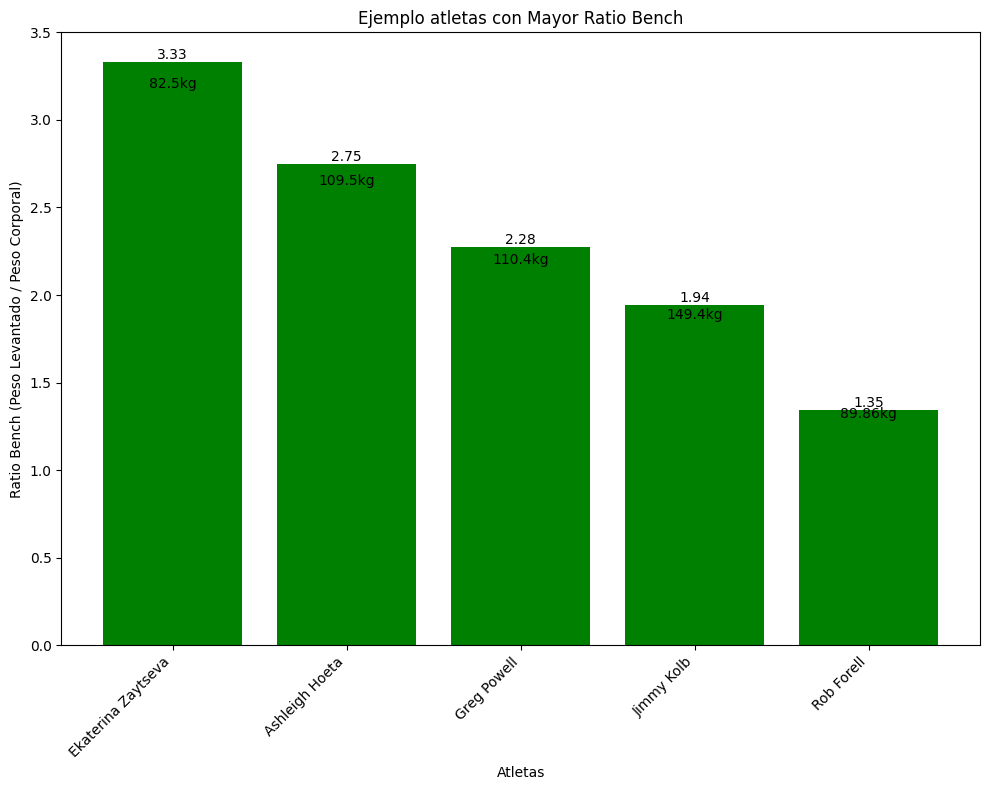 Ejemplo atletas con Mayor Ratio Bench
Ratio Bench (Peso Levantado / Peso Corporal)
3.5
3.0
2.5
2.0
1.5
1.0
0.5
0.0
3.33
82.5kg
2.75
109.5kg
2.28
110.4kg
1.94
149.4kg
1.35
89.86kg
Ekaterina Zaytseva
Ashleigh Hoeta
Greg Powell
Jimmy Kolb
Rob Forell
Atletas